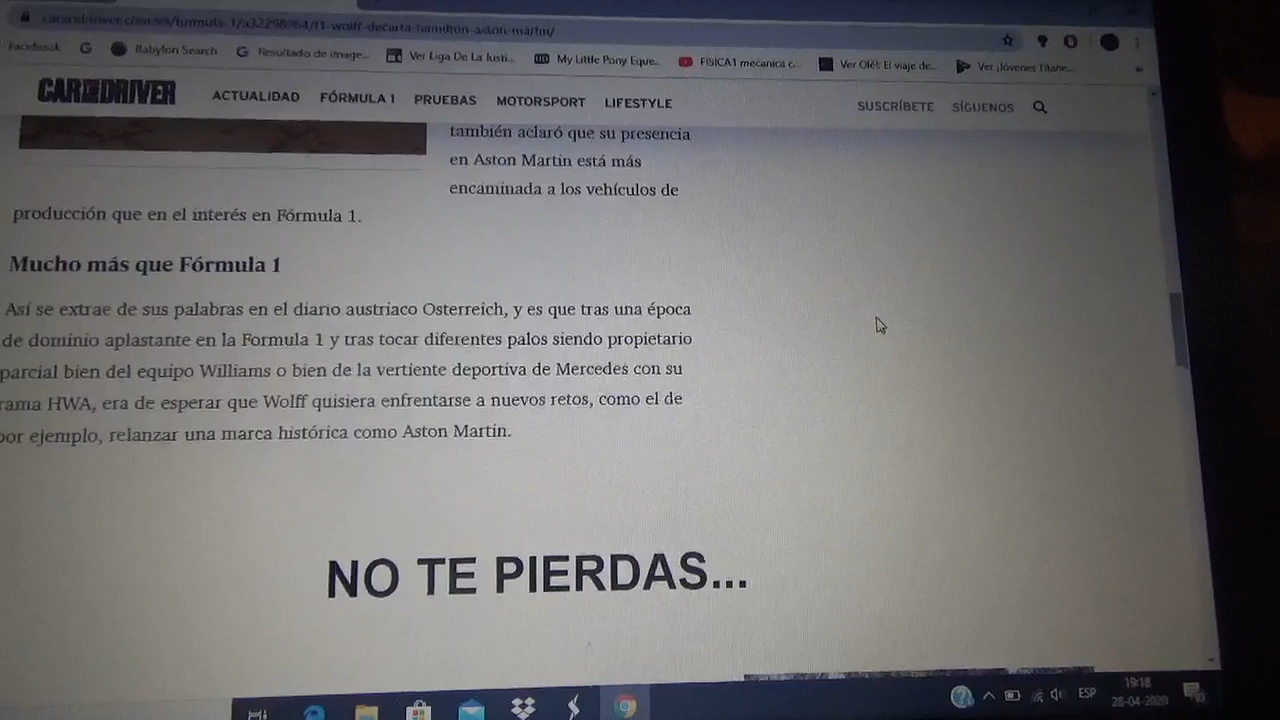 Facebook
Babylon Search
Resultado de image...
Ver Liga De La Justi...
My Little Pony Eque...
FISICA1 mecanica c...
Ver Olé! El viaje de...
Ver ¡Jóvenes Titane...
»
CAR AND DRIVER
ACTUALIDAD
FÓRMULA 1
PRUEBAS
MOTORSPORT
LIFESTYLE
SUSCRÍBETE
SÍGUENOS
también aclaró que su presencia
en Aston Martin está más
encaminada a los vehículos de
producción que en el interés en Fórmula 1.
Mucho más que Fórmula 1
Así se extrae de sus palabras en el diario austriaco Osterreich, y es que tras una época
de dominio aplastante en la Formula 1 y tras tocar diferentes palos siendo propietario
parcial bien del equipo Williams o bien de la vertiente deportiva de Mercedes con su
rama HWA, era de esperar que Wolff quisiera enfrentarse a nuevos retos, como el de
por ejemplo, relanzar una marca histórica como Aston Martin.
NO TE PIERDAS...
ESP
19:18
28-04-2020